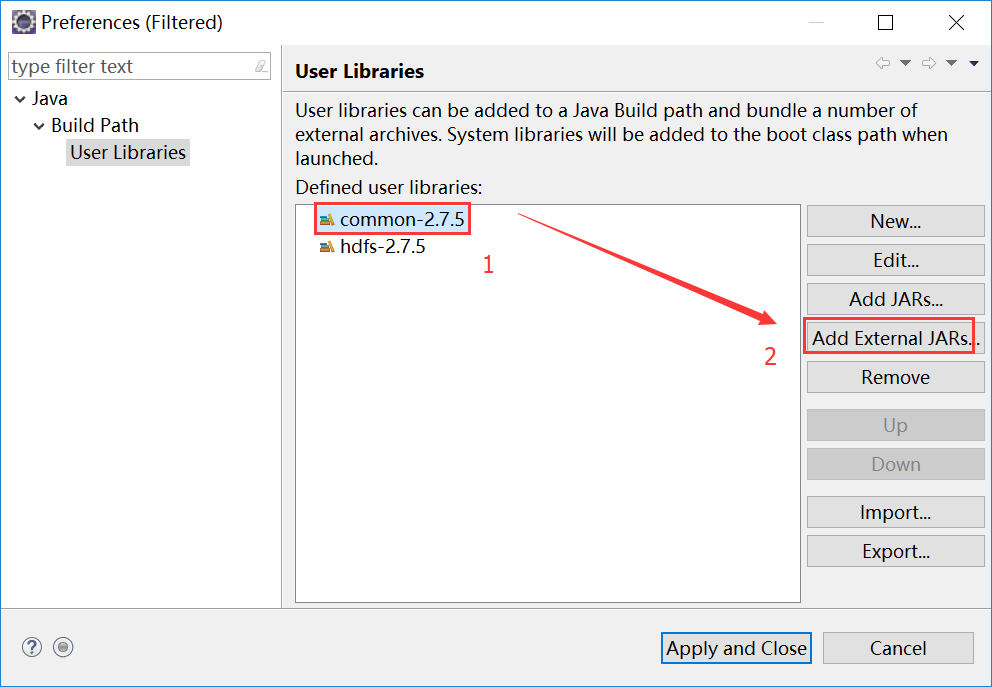 Preferences (Filtered)
type filter text
Java
Build Path
User Libraries
User Libraries
User libraries can be added to a Java Build path and bundle a number of
external archives. System libraries will be added to the boot class path when
launched.
Defined user libraries:
common-2.7.5
hdfs-2.7.5
1
2
New...
Edit...
Add JARs...
Add External JARs...
Remove
Up
Down
Import...
Export...
?
Apply and Close
Cancel